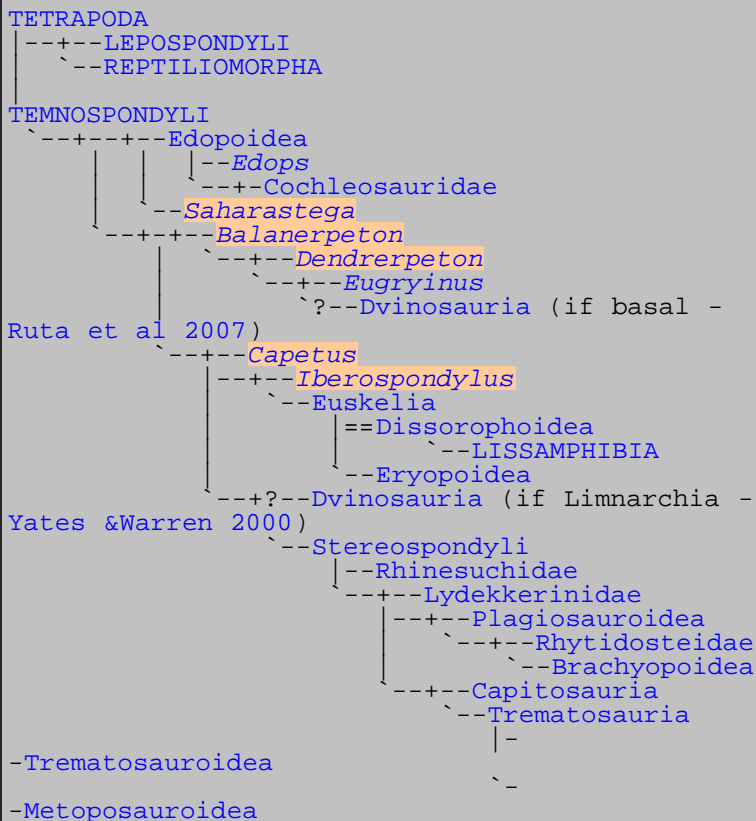 TETRAPODA
|--+--LEPOSPONDYLI
|  `--REPTILIOMORPHA
|
TEMNOSPONDYLI
 `--+--+--Edopoidea
    |  |  |--Edops
    |  |  `--+-Cochleosauridae
    |  `--Saharastega
    `--+-+--Balanerpeton
       | `--+--Dendrerpeton
       |    `--+--Eugryinus
       |       `?--Dvinosauria (if basal -
Ruta et al 2007)
       `--+--Capetus
          |--+--Iberospondylus
          |  `--Euskelia
          |     |==Dissorophoidea
          |     |     `--LISSAMPHIBIA
          |     `--Eryopoidea
          `--+?--Dvinosauria (if Limnarchia -
Yates &Warren 2000)
             `--Stereospondyli
                |--Rhinesuchidae
                `--+--Lydekkerinidae
                   |--+--Plagiosauroidea
                   |  `--+--Rhytidosteidae
                   |     `--Brachyopoidea
                   `--+--Capitosauria
                      `--Trematosauria
                         |-
-Trematosauroidea
                         `-
-Metoposauroidea